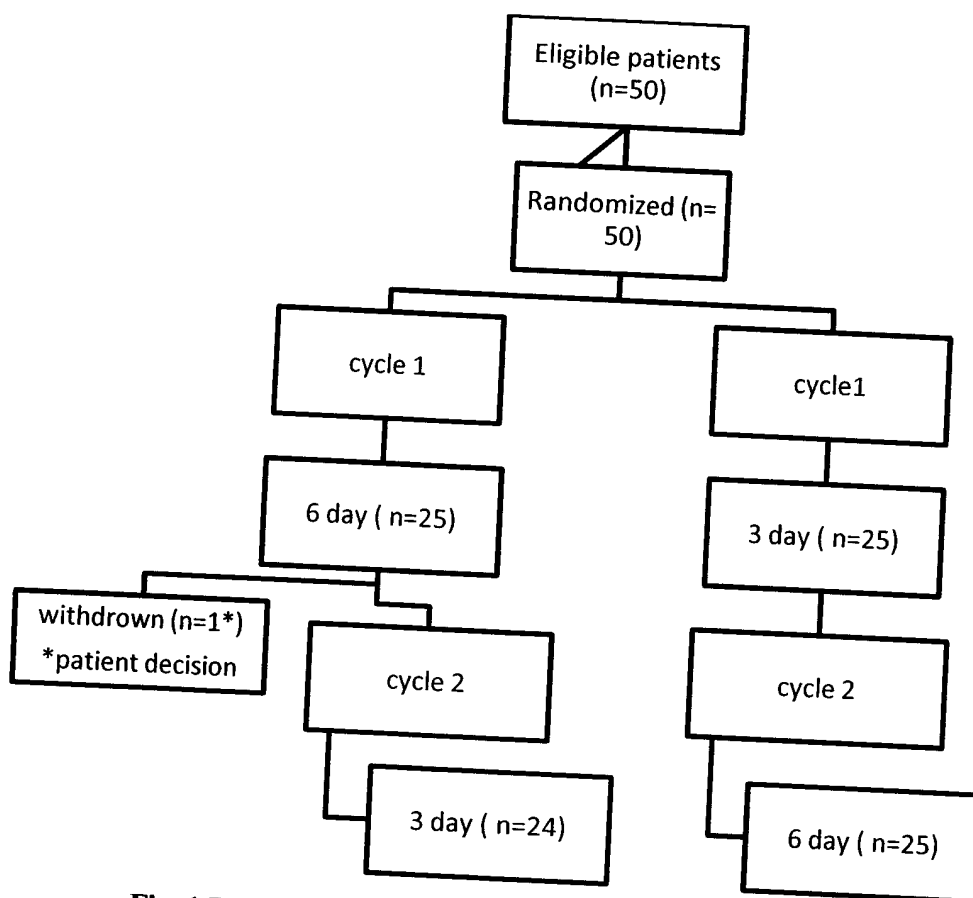 Eligible patients
(n=50)
Randomized (n=
50)
cycle 1
cycle1
6 day ( n=25)
3 day ( n=25)
withdrown (n=1*)
*patient decision
cycle 2
cycle 2
3 day ( n=24)
6 day ( n=25)